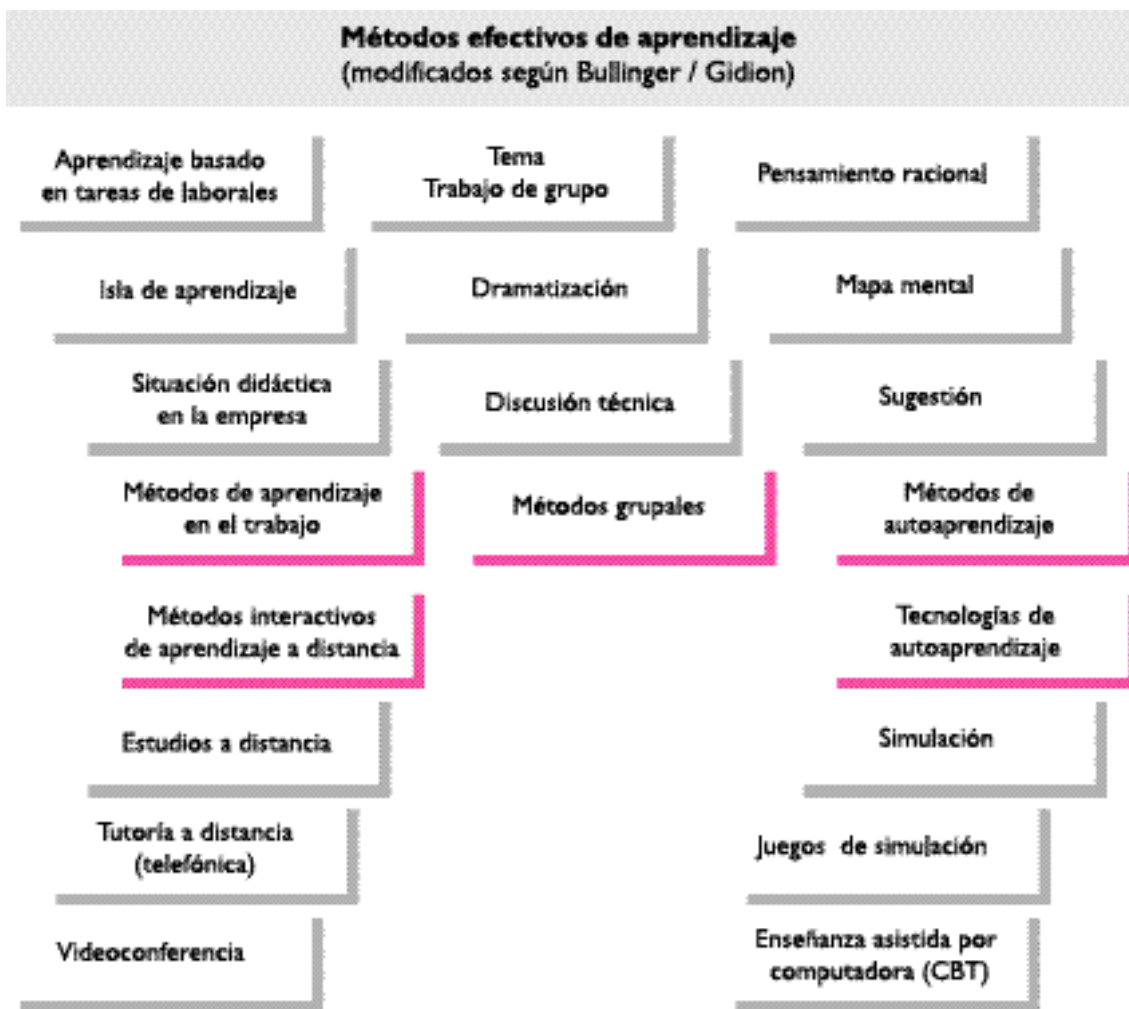 Métodos efectivos de aprendizaje
(modificados según Bullinger / Gidion)
Aprendizaje basado
en tareas de laborales
Tema
Trabajo de grupo
Pensamiento racional
Isla de aprendizaje
Dramatización
Mapa mental
Situación didáctica
en la empresa
Discusión técnica
Sugestión
Métodos de aprendizaje
en el trabajo
Métodos grupales
Métodos de
autoaprendizaje
Métodos interactivos
de aprendizaje a distancia
Tecnologías de
autoaprendizaje
Estudios a distancia
Simulación
Tutoría a distancia
(telefónica)
Juegos de simulación
Videoconferencia
Enseñanza asistida por
computadora (CBT)